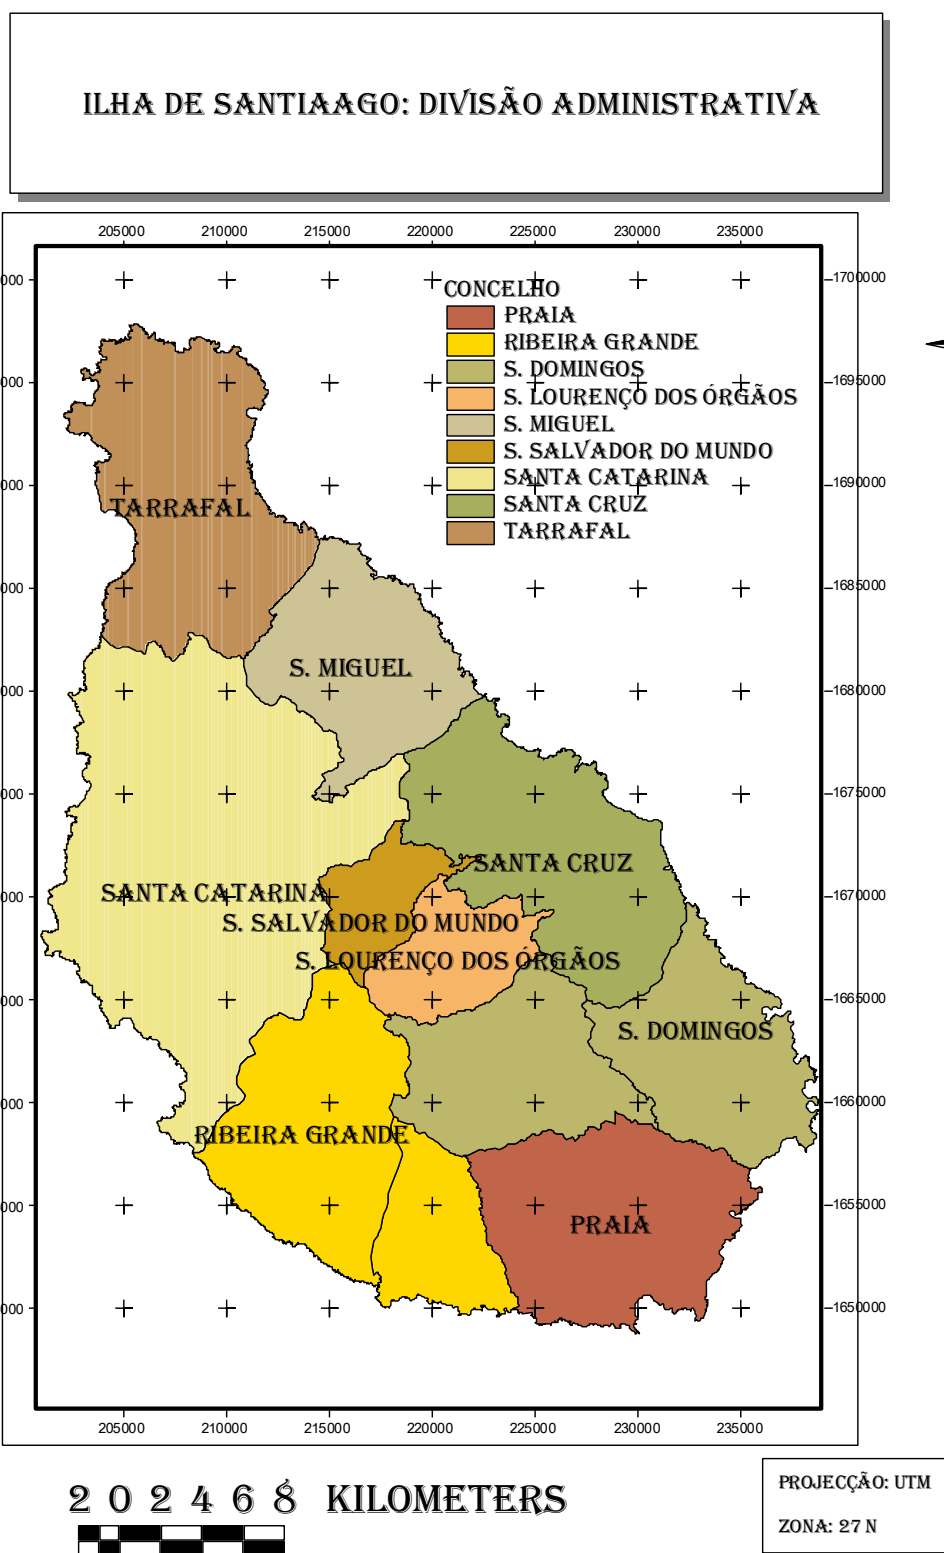 ILHA DE SANTIAAGO: DIVISÃO ADMINISTRATIVA
205000 210000 215000 220000 225000 230000 235000
CONCELHO
PRAIA
RIBEIRA GRANDE
S. DOMINGOS
S. LOURENÇO DOS ÓRGÃOS
S. MIGUEL
S. SALVADOR DO MUNDO
SANTA CATARINA
SANTA CRUZ
TARRAFAL
1700000
1695000
1690000
1685000
1680000
1675000
1670000
1665000
1660000
1655000
1650000
TARRAFAL
S. MIGUEL
SANTA CRUZ
SANTA CATARINA
S. SALVADOR DO MUNDO
S. LOURENÇO DOS ÓRGÃOS
S. DOMINGOS
RIBEIRA GRANDE
PRAIA
205000 210000 215000 220000 225000 230000 235000
2 0 2 4 6 8 KILOMETERS
PROJECÇÃO: UTM
ZONA: 27 N